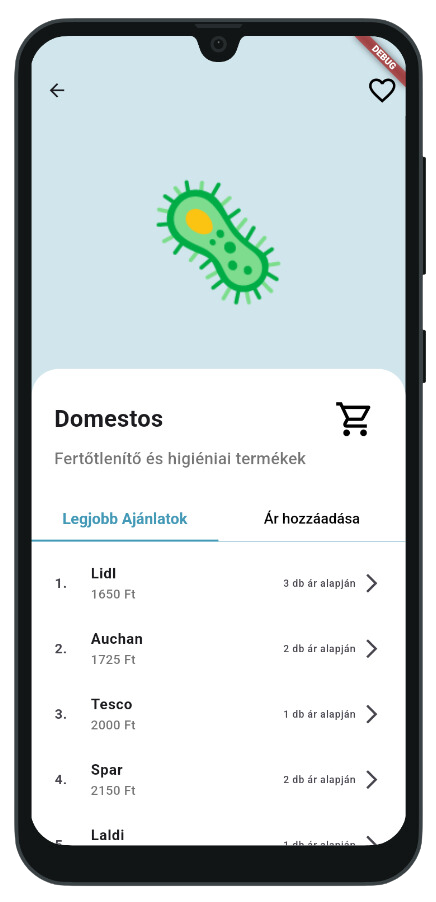 DEBUG
Domestos
Fertőtlenítő és higiéniai termékek
Legjobb Ajánlatok
Ár hozzáadása
1.
Lidl
1650 Ft
3 db ár alapján
2.
Auchan
1725 Ft
2 db ár alapján
3.
Tesco
2000 Ft
1 db ár alapján
4.
Spar
2150 Ft
2 db ár alapján
5.
Laldi
1 db ár alapján